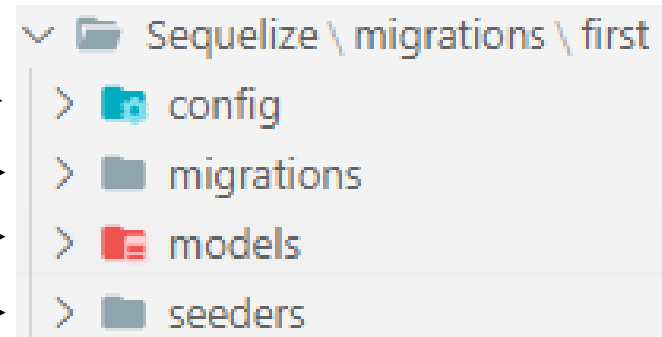 Sequelize \ migrations \ first
config
migrations
models
seeders